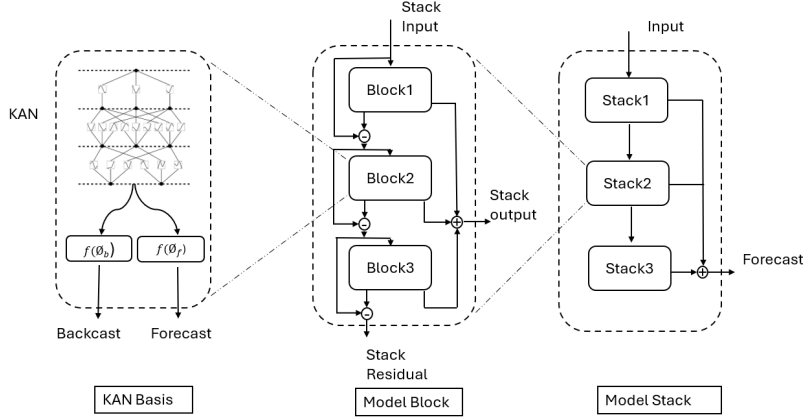 KAN
f(Ø_b)
f(Ø_f)
Backcast
Forecast
KAN Basis
Stack
Input
Block1
-
Block2
-
Block3
-
+
Stack
output
Stack
Residual
Model Block
Input
Stack1
Stack2
Stack3
+
Forecast
Model Stack